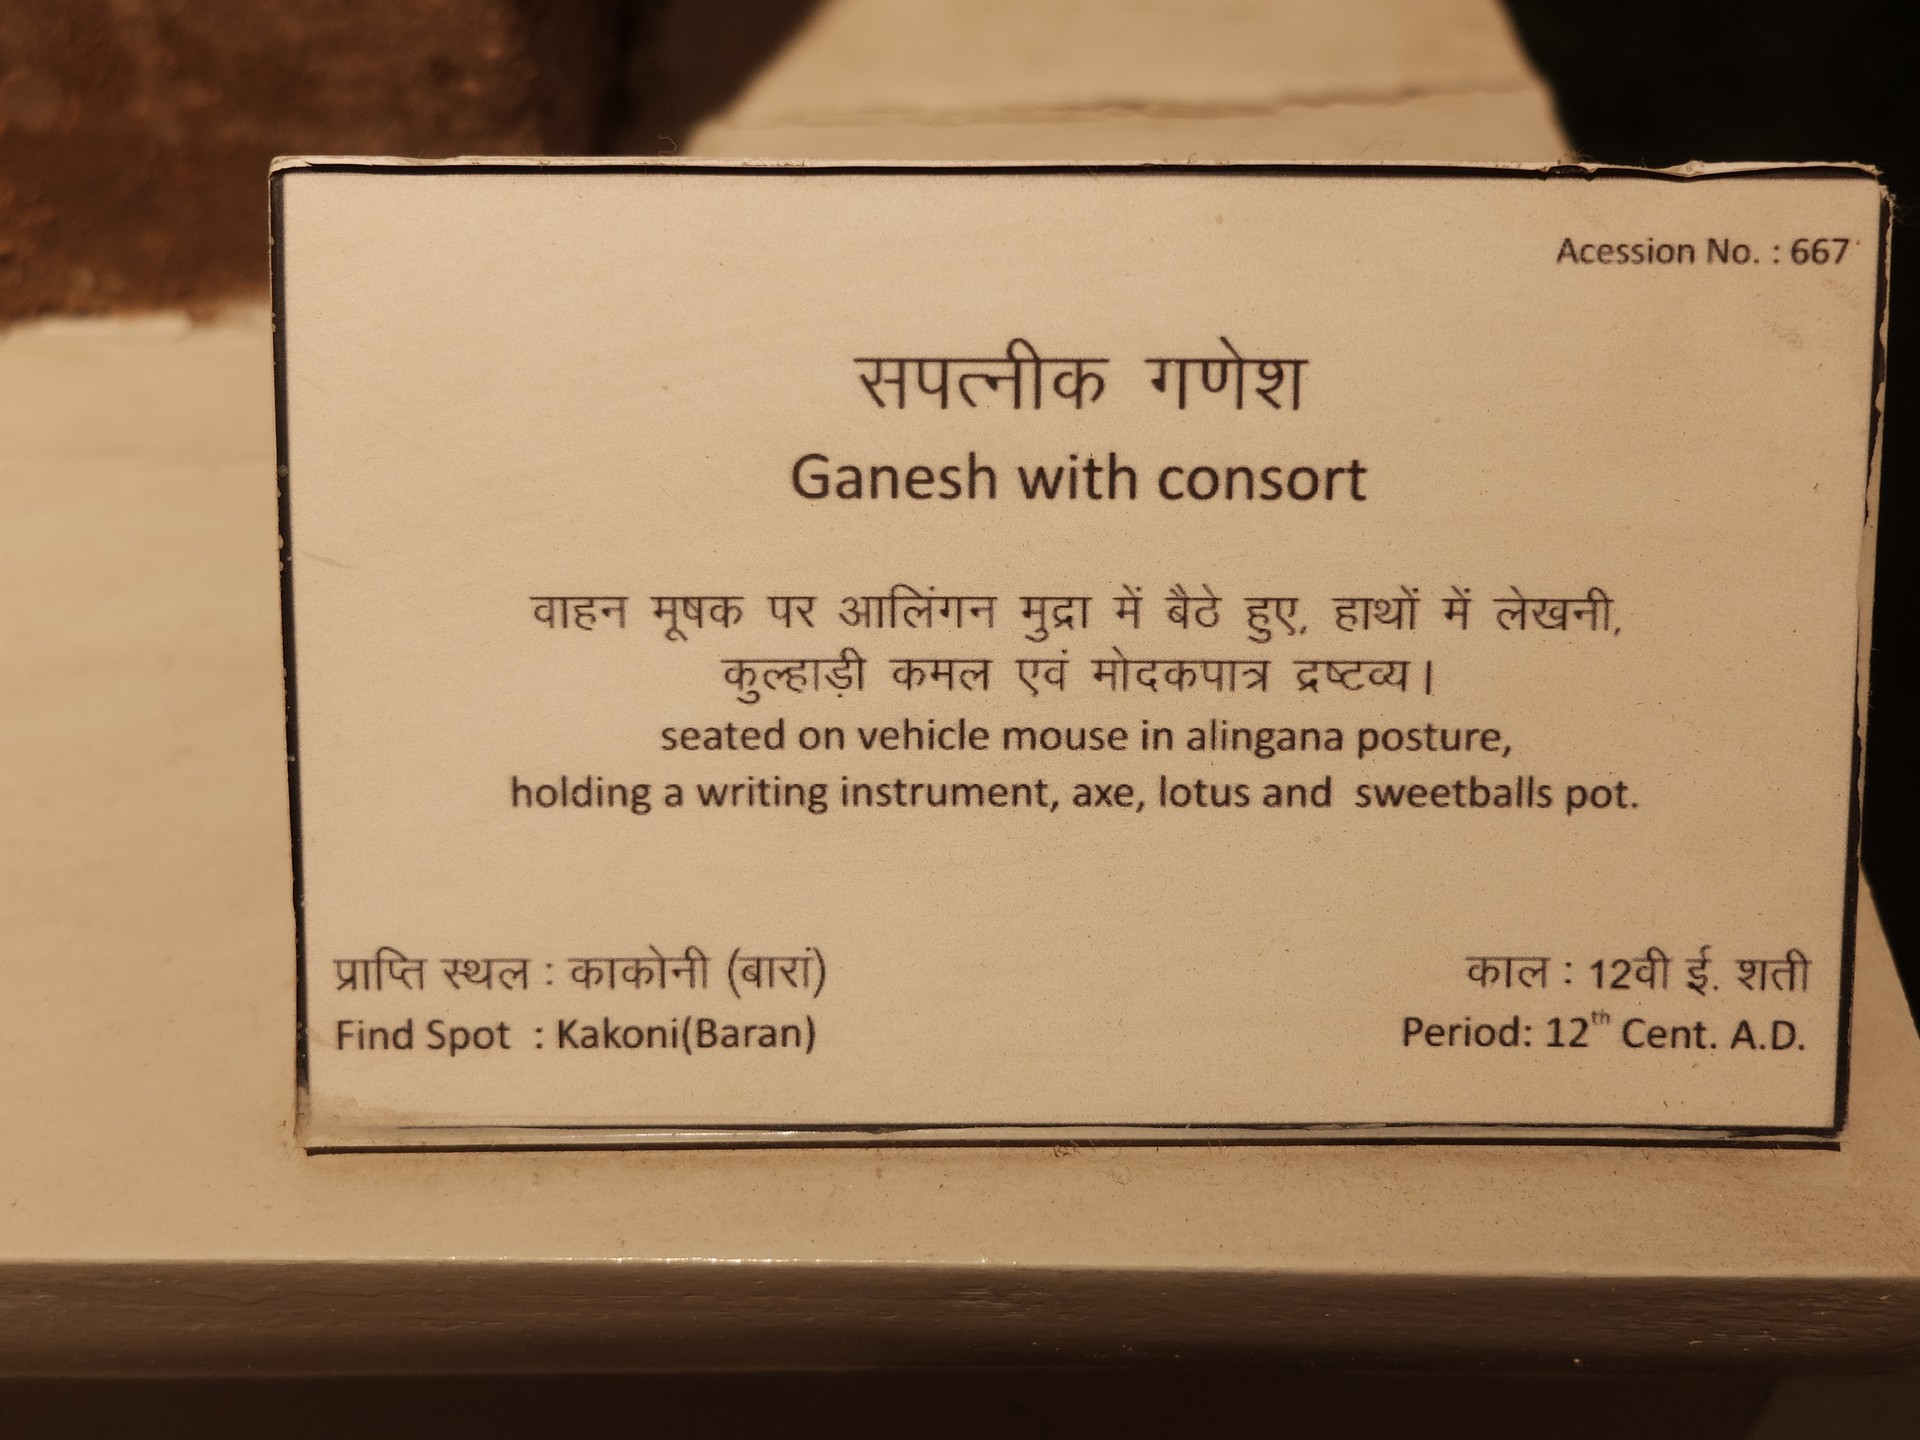 Acession No. : 667
सपत्नीक गणेश
Ganesh with consort
वाहन मूषक पर आलिंगन मुद्रा में बैठे हुए, हाथों में लेखनी,
कुल्हाड़ी कमल एवं मोदकपात्र द्रष्टव्य।
seated on vehicle mouse in alingana posture,
holding a writing instrument, axe, lotus and sweetballs pot.
प्राप्ति स्थल : काकोनी (बारां)
Find Spot : Kakoni(Baran)
काल : 12वी ई. शती
Period: 12th Cent. A.D.